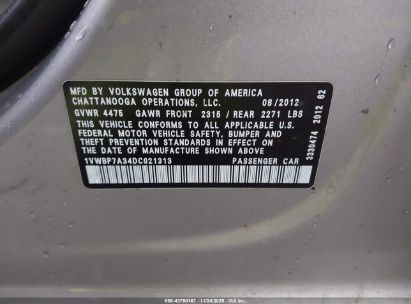 MFD BY VOLKSWAGEN GROUP OF AMERICA
CHATTANOOGA OPERATIONS, LLC. 08/2012
GVWR 4475 GAWR FRONT 2315 / REAR 2271 LBS
THIS VEHICLE CONFORMS TO ALL APPLICABLE U.S.
FEDERAL MOTOR VEHICLE SAFETY, BUMPER AND
THEFT PREVENTION STANDARDS IN EFFECT ON
THE DATE OF MANUFACTURE SHOWN ABOVE
1VWBP7A34DC021313 PASSENGER CAR
3330474 2012 62